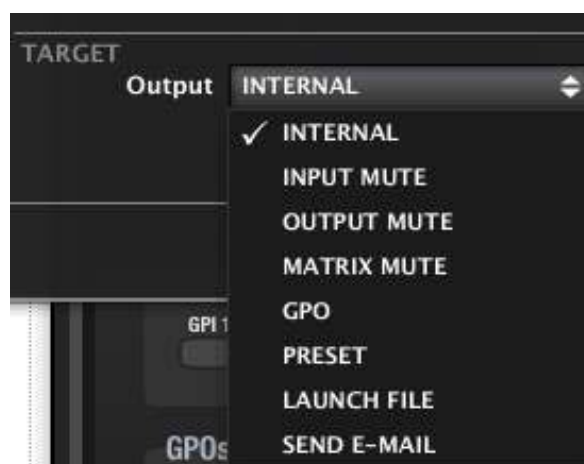 TARGET
Output INTERNAL
✓ INTERNAL
INPUT MUTE
OUTPUT MUTE
MATRIX MUTE
GPO
GPI 1
PRESET
LAUNCH FILE
GPOs SEND E-MAIL